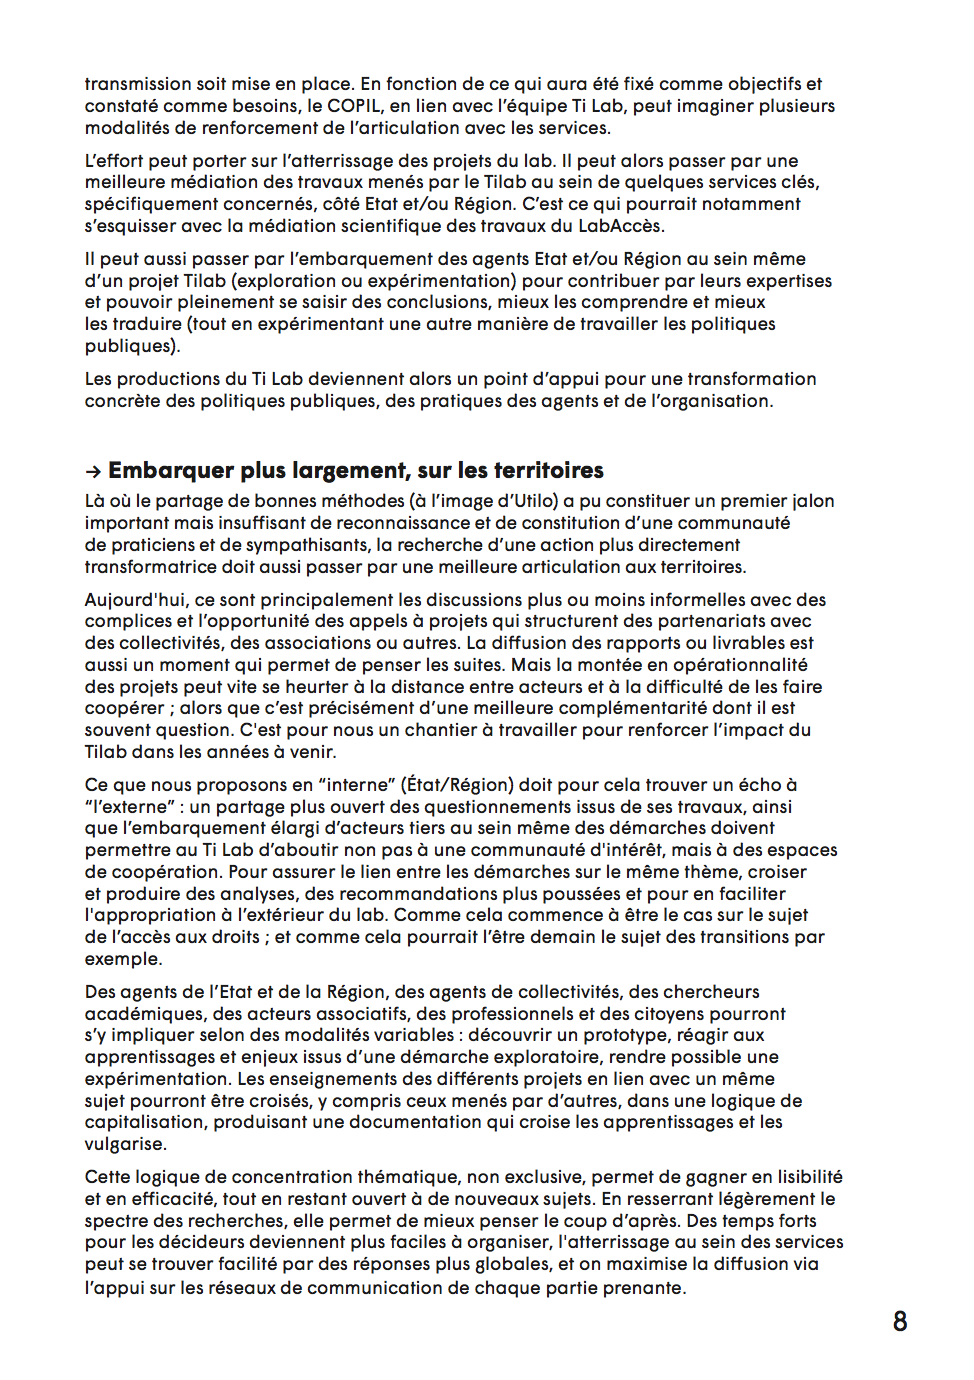 transmission soit mise en place. En fonction de ce qui aura été fixé comme objectifs et
constaté comme besoins, le COPIL, en lien avec l’équipe Ti Lab, peut imaginer plusieurs
modalités de renforcement de l’articulation avec les services.
L’effort peut porter sur l’atterrissage des projets du lab. Il peut alors passer par une
meilleure médiation des travaux menés par le Tilab au sein de quelques services clés,
spécifiquement concernés, côté Etat et/ou Région. C’est ce qui pourrait notamment
s’esquisser avec la médiation scientifique des travaux du LabAccès.
Il peut aussi passer par l’embarquement des agents Etat et/ou Région au sein même
d’un projet Tilab (exploration ou expérimentation) pour contribuer par leurs expertises
et pouvoir pleinement se saisir des conclusions, mieux les comprendre et mieux
les traduire (tout en expérimentant une autre manière de travailler les politiques
publiques).
Les productions du Ti Lab deviennent alors un point d’appui pour une transformation
concrète des politiques publiques, des pratiques des agents et de l’organisation.
→ Embarquer plus largement, sur les territoires
Là où le partage de bonnes méthodes (à l’image d’Utilo) a pu constituer un premier jalon
important mais insuffisant de reconnaissance et de constitution d’une communauté
de praticiens et de sympathisants, la recherche d’une action plus directement
transformatrice doit aussi passer par une meilleure articulation aux territoires.
Aujourd'hui, ce sont principalement les discussions plus ou moins informelles avec des
complices et l’opportunité des appels à projets qui structurent des partenariats avec
des collectivités, des associations ou autres. La diffusion des rapports ou livrables est
aussi un moment qui permet de penser les suites. Mais la montée en opérationnalité
des projets peut vite se heurter à la distance entre acteurs et à la difficulté de les faire
coopérer ; alors que c’est précisément d’une meilleure complémentarité dont il est
souvent question. C'est pour nous un chantier à travailler pour renforcer l’impact du
Tilab dans les années à venir.
Ce que nous proposons en “interne” (État/Région) doit pour cela trouver un écho à
“l’externe” : un partage plus ouvert des questionnements issus de ses travaux, ainsi
que l’embarquement élargi d’acteurs tiers au sein même des démarches doivent
permettre au Ti Lab d’aboutir non pas à une communauté d'intérêt, mais à des espaces
de coopération. Pour assurer le lien entre les démarches sur le même thème, croiser
et produire des analyses, des recommandations plus poussées et pour en faciliter
l'appropriation à l’extérieur du lab. Comme cela commence à être le cas sur le sujet
de l’accès aux droits ; et comme cela pourrait l’être demain le sujet des transitions par
exemple.
Des agents de l’Etat et de la Région, des agents de collectivités, des chercheurs
académiques, des acteurs associatifs, des professionnels et des citoyens pourront
s’y impliquer selon des modalités variables : découvrir un prototype, réagir aux
apprentissages et enjeux issus d’une démarche exploratoire, rendre possible une
expérimentation. Les enseignements des différents projets en lien avec un même
sujet pourront être croisés, y compris ceux menés par d’autres, dans une logique de
capitalisation, produisant une documentation qui croise les apprentissages et les
vulgarise.
Cette logique de concentration thématique, non exclusive, permet de gagner en lisibilité
et en efficacité, tout en restant ouvert à de nouveaux sujets. En resserrant légèrement le
spectre des recherches, elle permet de mieux penser le coup d’après. Des temps forts
pour les décideurs deviennent plus faciles à organiser, l'atterrissage au sein des services
peut se trouver facilité par des réponses plus globales, et on maximise la diffusion via
l’appui sur les réseaux de communication de chaque partie prenante.
8